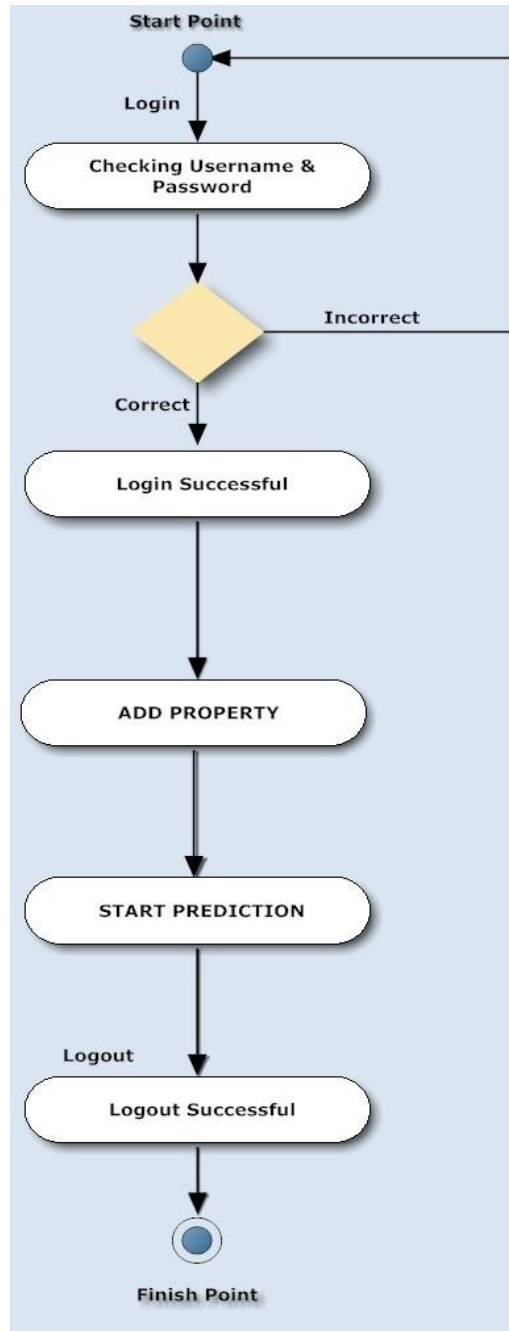 Start Point
Login
Checking Username &
Password
Incorrect
Correct
Login Successful
ADD PROPERTY
START PREDICTION
Logout
Logout Successful
Finish Point